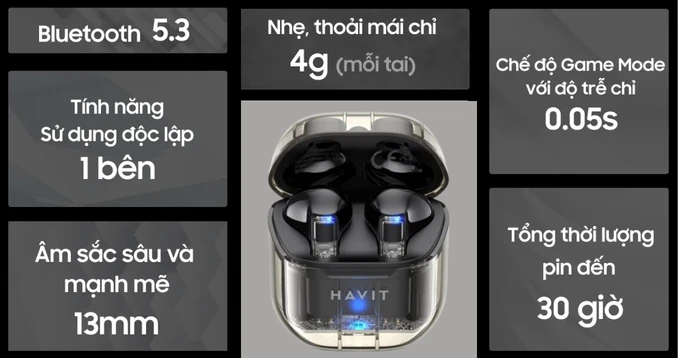 Bluetooth 5.3
Tính năng
Sử dụng độc lập
1 bên
Âm sắc sâu và
mạnh mẽ
13mm
Nhẹ, thoải mái chỉ
4g (mỗi tai)
HAVIT
Chế độ Game Mode
với độ trễ chỉ
0.05s
Tổng thời lượng
pin đến
30 giờ